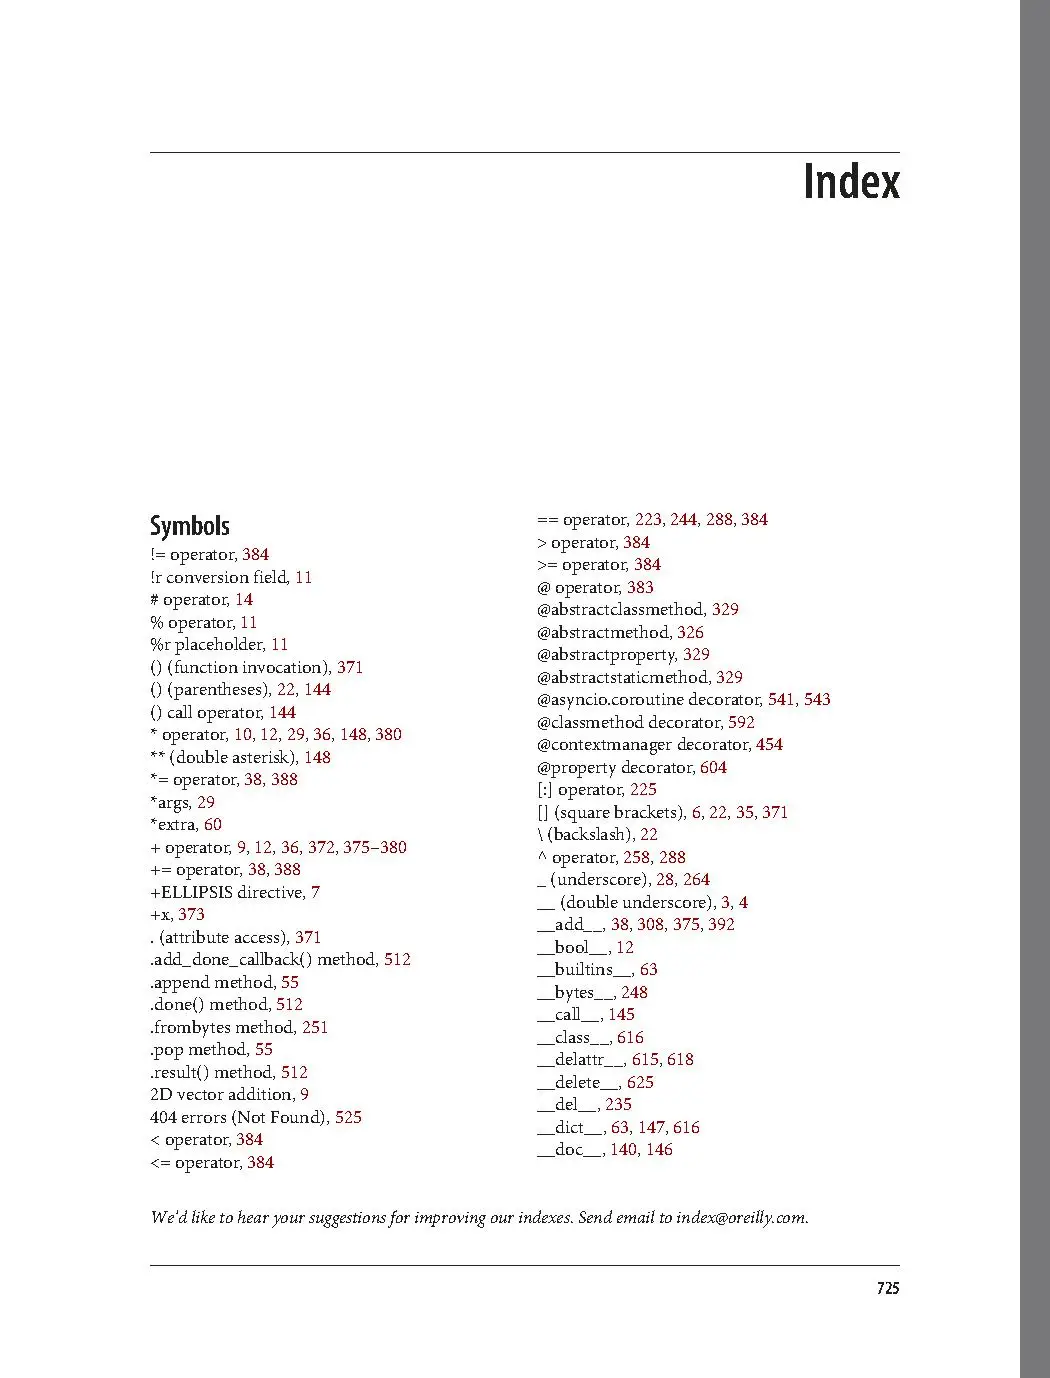 Index
Symbols
!= operator, 384
!r conversion field, 11
# operator, 14
% operator, 11
%r placeholder, 11
() (function invocation), 371
() (parentheses), 22, 144
() call operator, 144
* operator, 10, 12, 29, 36, 148, 380
** (double asterisk), 148
*= operator, 38, 388
*args, 29
*extra, 60
+ operator, 9, 12, 36, 372, 375–380
+= operator, 38, 388
+ELLIPSIS directive, 7
+x, 373
. (attribute access), 371
.add_done_callback() method, 512
.append method, 55
.done() method, 512
.frombytes method, 251
.pop method, 55
.result() method, 512
2D vector addition, 9
404 errors (Not Found), 525
< operator, 384
<= operator, 384
== operator, 223, 244, 288, 384
> operator, 384
>= operator, 384
@ operator, 383
@abstractclassmethod, 329
@abstractmethod, 326
@abstractproperty, 329
@abstractstaticmethod, 329
@asyncio.coroutine decorator, 541, 543
@classmethod decorator, 592
@contextmanager decorator, 454
@property decorator, 604
[:] operator, 225
[] (square brackets), 6, 22, 35, 371
\ (backslash), 22
^ operator, 258, 288
_ (underscore), 28, 264
__ (double underscore), 3, 4
__add__, 38, 308, 375, 392
__bool__, 12
__builtins__, 63
__bytes__, 248
__call__, 145
__class__, 616
__delattr__, 615, 618
__delete__, 625
__del__, 235
__dict__, 63, 147, 616
__doc__, 140, 146
We’d like to hear your suggestions for improving our indexes. Send email to index@oreilly.com.
725